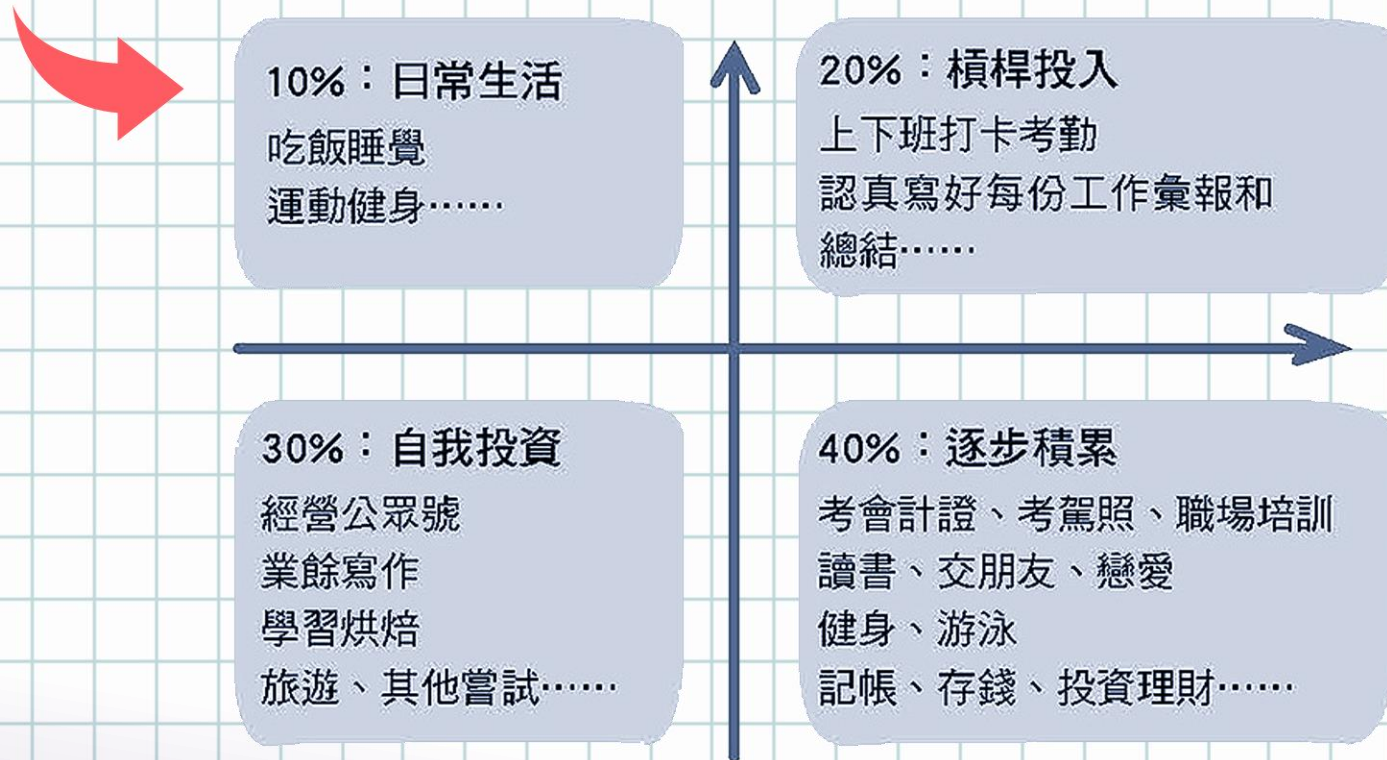 10%：日常生活
吃飯睡覺
運動健身……
20%：槓桿投入
上下班打卡考勤
認真寫好每份工作彙報和
總結……
30%：自我投資
經營公眾號
業餘寫作
學習烘焙
旅遊、其他嘗試……
40%：逐步積累
考會計證、考駕照、職場培訓
讀書、交朋友、戀愛
健身、游泳
記帳、存錢、投資理財……